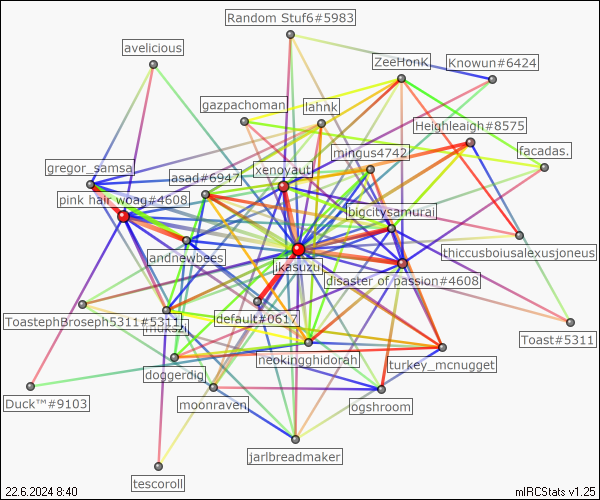 Random Stuf6#5983
avelicious
ZeeHonK
Knowun#6424
gazpachoman
lahnk
Heighleigh#8575
mingus4742
facadas.
gregor_samsa
xenoyaut
asad#6947
pink hair woag#4608
bigcitysamurai
andnewbees
thiccusboiusalexusjoneus
ikasuzu
disaster of passion#4608
default#0617
ToastephBroseph5311#5311
Toast#5311
neokingghidorah
doggerdig
turkey_mcnugget
Duck™#9103
moonraven
ogshroom
jarlbreadmaker
tescoroll
22.6.2024 8:40
mIRCStats v1.25